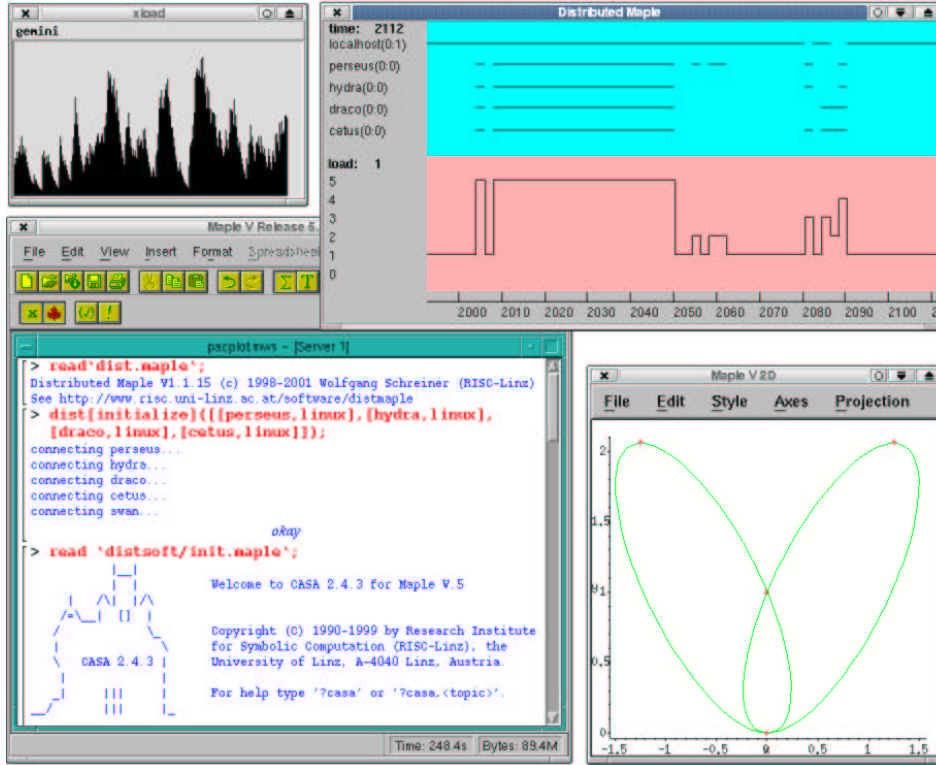 xload
gemini
Distributed Maple
time: 2112
localhost(0:1)
perseus(0:0)
hydra(0:0)
draco(0:0)
cetus(0:0)
load: 1
5
4
3
2
1
0
2000 2010 2020 2030 2040 2050 2060 2070 2080 2090 2100
Maple V Release 5.
File Edit View Insert Format Spreadsheet
Σ T
x (√) !
pacplot.mws - [Server 1]
[> read`dist.maple`;
Distributed Maple V1.1.15 (c) 1998-2001 Wolfgang Schreiner (RISC-Linz)
See http://www.risc.uni-linz.ac.at/software/distmaple
[> dist[initialize]([[perseus,linux],[hydra,linux],
[draco,linux],[cetus,linux]]);
connecting perseus...
connecting hydra...
connecting draco...
connecting cetus...
connecting swan...
okay
[> read `distsoft/init.maple`;
Welcome to CASA 2.4.3 for Maple V.5
Copyright (C) 1990-1999 by Research Institute
for Symbolic Computation (RISC-Linz), the
University of Linz, A-4040 Linz, Austria.
CASA 2.4.3
For help type '?casa' or '?casa,<topic>'.
Time: 248.4s Bytes: 89.4M
Maple V 2D
File Edit Style Axes Projection
2
1.5
0.5
0
-1.5 -1 -0.5 0.5 1 1.5